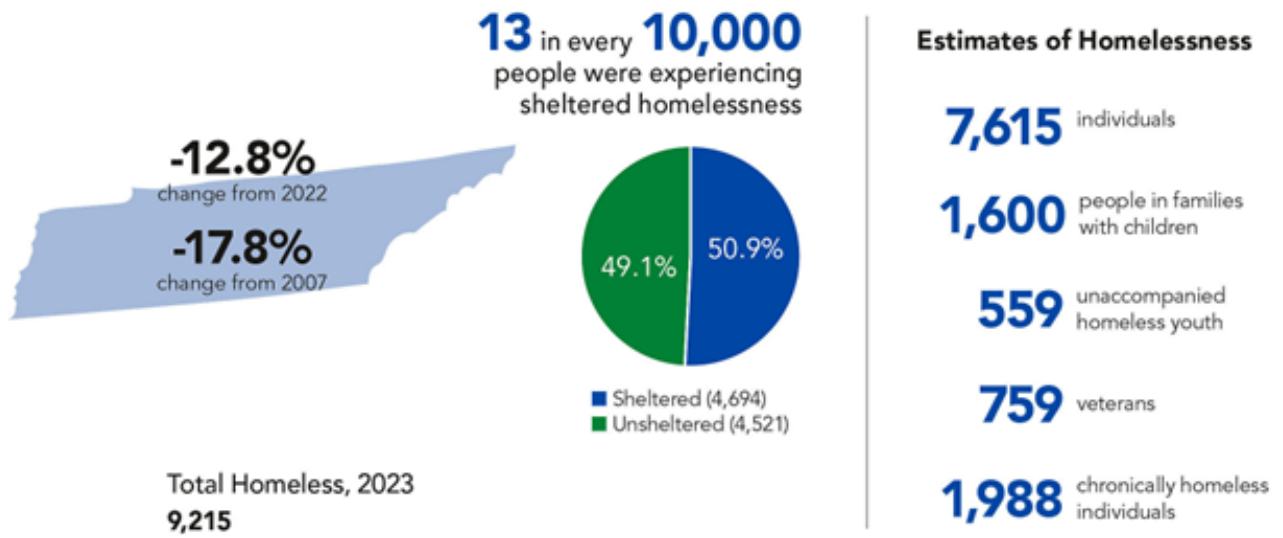 13 in every 10,000
people were experiencing
sheltered homelessness
-12.8%
change from 2022
-17.8%
change from 2007
49.1%
50.9%
Sheltered (4,694)
Unsheltered (4,521)
Total Homeless, 2023
9,215
Estimates of Homelessness
7,615 individuals
1,600 people in families
with children
559 unaccompanied
homeless youth
759 veterans
1,988 chronically homeless
individuals